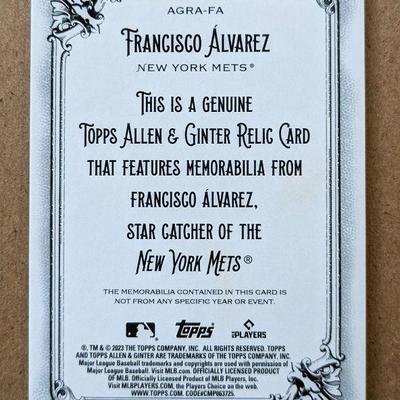 AGRA-FA
FRANCISCO ÁLVAREZ
NEW YORK METS®
THIS IS A GENUINE
TOPPS ALLEN & GINTER RELIC CARD
THAT FEATURES MEMORABILIA FROM
FRANCISCO ÁLVAREZ,
STAR CATCHER OF THE
NEW YORK METS®
THE MEMORABILIA CONTAINED IN THIS CARD IS
NOT FROM ANY SPECIFIC YEAR OR EVENT.
Topps PLAYERS
®, TM & © 2023 THE TOPPS COMPANY, INC. ALL RIGHTS RESERVED. TOPPS
AND TOPPS ALLEN & GINTER ARE TRADEMARKS OF THE TOPPS COMPANY, INC.
Major League Baseball trademarks and copyrights are used with permission of
Major League Baseball. Visit MLB.com. OFFICIALLY LICENSED PRODUCT
OF MLB. Officially Licensed Product of MLB Players, Inc.
Visit MLBPLAYERS.com, the Players Choice on the web.
WWW.TOPPS.COM. CODE#CMP063725.